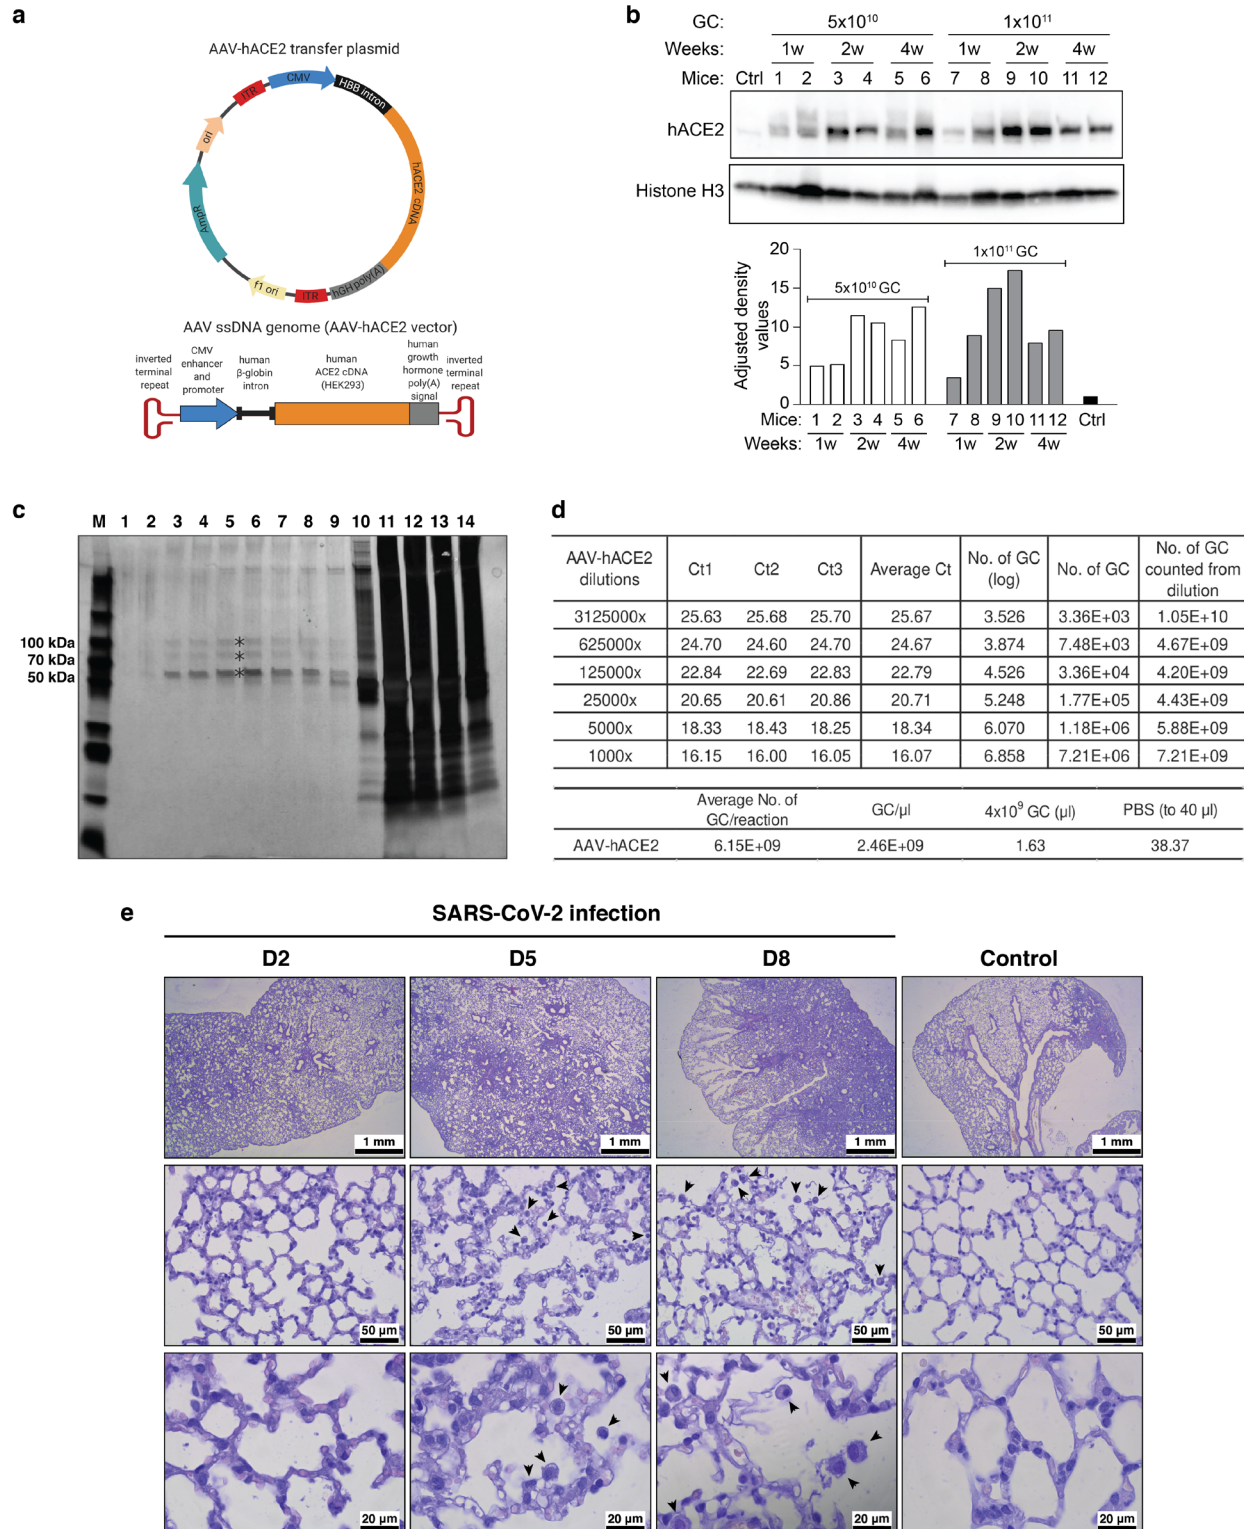 a
AAV-hACE2 transfer plasmid
CMV
HBB intron
hACE2 cDNA
hGH poly(A)
ITR
f1 ori
AmpR
ori
ITR
AAV ssDNA genome (AAV-hACE2 vector)
inverted
terminal
repeat
CMV
enhancer
and
promoter
human
β-globin
intron
human
ACE2 cDNA
(HEK293)
human
growth
hormone
poly(A)
signal
inverted
terminal
repeat
b
GC: 5x10¹⁰ 1x10¹¹
Weeks: 1w 2w 4w 1w 2w 4w
Mice: Ctrl 1 2 3 4 5 6 7 8 9 10 11 12
hACE2
Histone H3
Adjusted density
values
20
15
10
5
0
5x10¹⁰ GC
1x10¹¹ GC
Mice: 1 2 3 4 5 6 7 8 9 10 11 12 Ctrl
Weeks: 1w 2w 4w 1w 2w 4w
c
M 1 2 3 4 5 6 7 8 9 10 11 12 13 14
100 kDa
70 kDa
50 kDa
*
*
*
d
AAV-hACE2
dilutions
Ct1
Ct2
Ct3
Average Ct
No. of GC
(log)
No. of GC
No. of GC
counted from
dilution
3125000x 25.63 25.68 25.70 25.67 3.526 3.36E+03 1.05E+10
625000x 24.70 24.60 24.70 24.67 3.874 7.48E+03 4.67E+09
125000x 22.84 22.69 22.83 22.79 4.526 3.36E+04 4.20E+09
25000x 20.65 20.61 20.86 20.71 5.248 1.77E+05 4.43E+09
5000x 18.33 18.43 18.25 18.34 6.070 1.18E+06 5.88E+09
1000x 16.15 16.00 16.05 16.07 6.858 7.21E+06 7.21E+09
Average No. of
GC/reaction
GC/µl
4x10⁹ GC (µl)
PBS (to 40 µl)
AAV-hACE2 6.15E+09 2.46E+09 1.63 38.37
e
SARS-CoV-2 infection
D2 D5 D8 Control
1 mm 1 mm 1 mm 1 mm
50 µm 50 µm 50 µm 50 µm
20 µm 20 µm 20 µm 20 µm